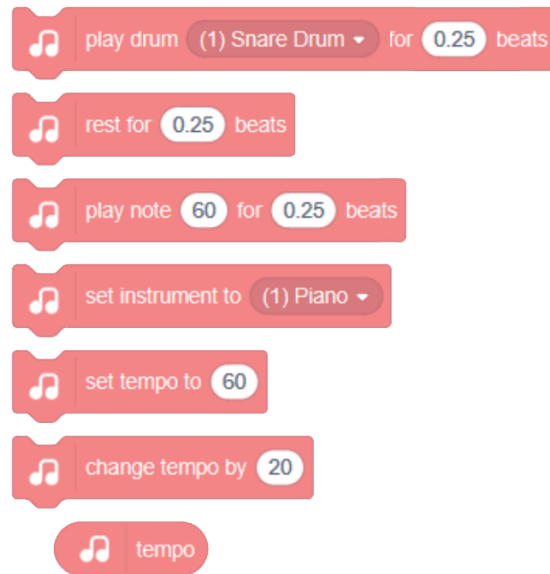 play drum (1) Snare Drum for 0.25 beats
rest for 0.25 beats
play note 60 for 0.25 beats
set instrument to (1) Piano
set tempo to 60
change tempo by 20
tempo